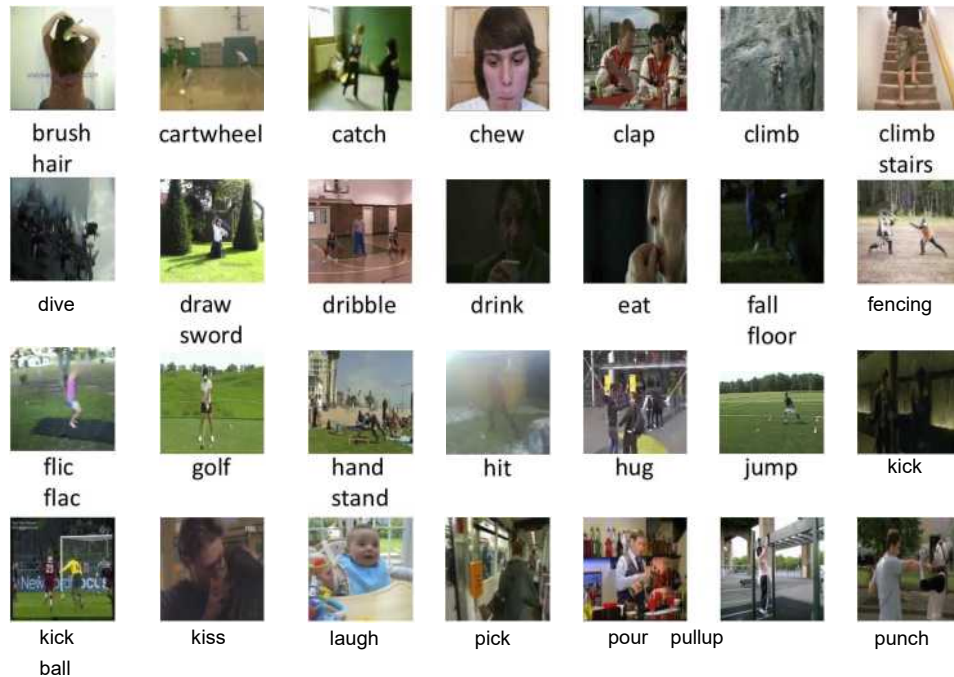 brush cartwheel catch chew clap climb climb
hair stairs
dive draw dribble drink eat fall fencing
sword floor
flic golf hand hit hug jump kick
flac stand
kick kiss laugh pick pour pullup punch
ball